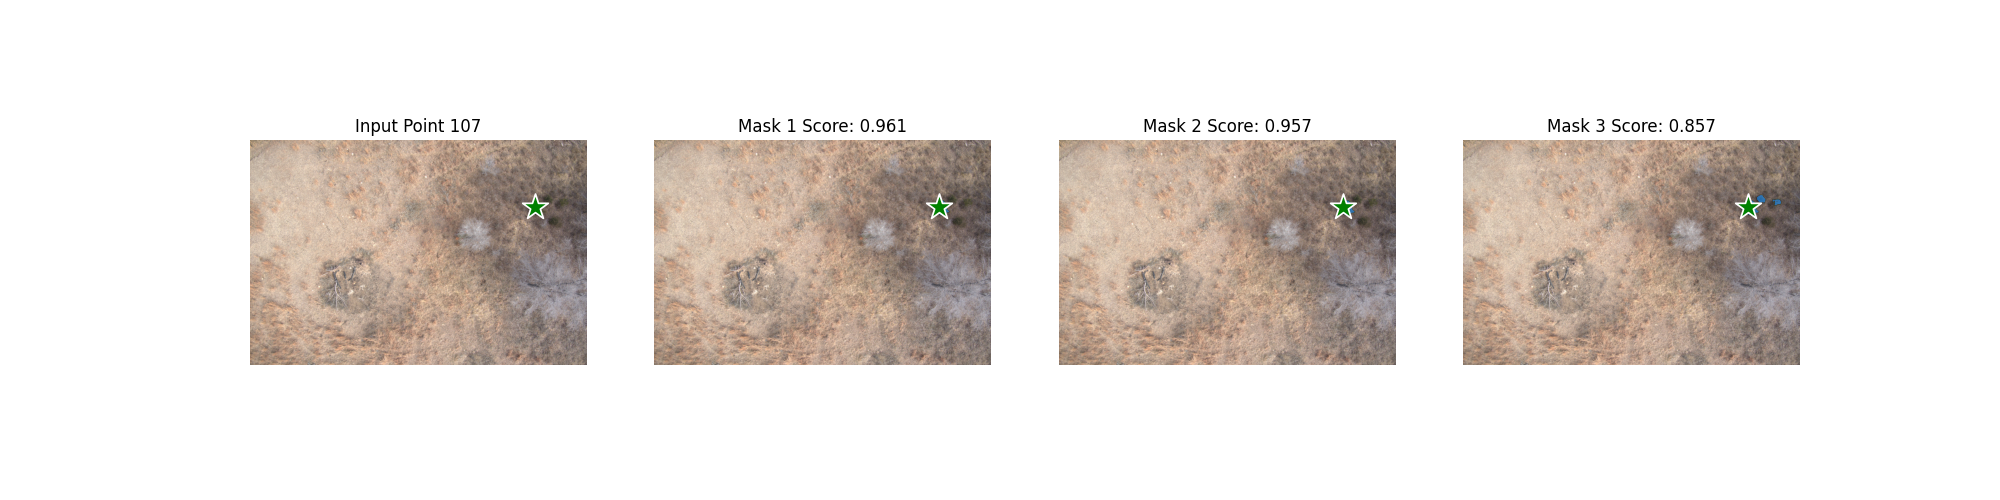 Input Point 107
Mask 1 Score: 0.961
Mask 2 Score: 0.957
Mask 3 Score: 0.857